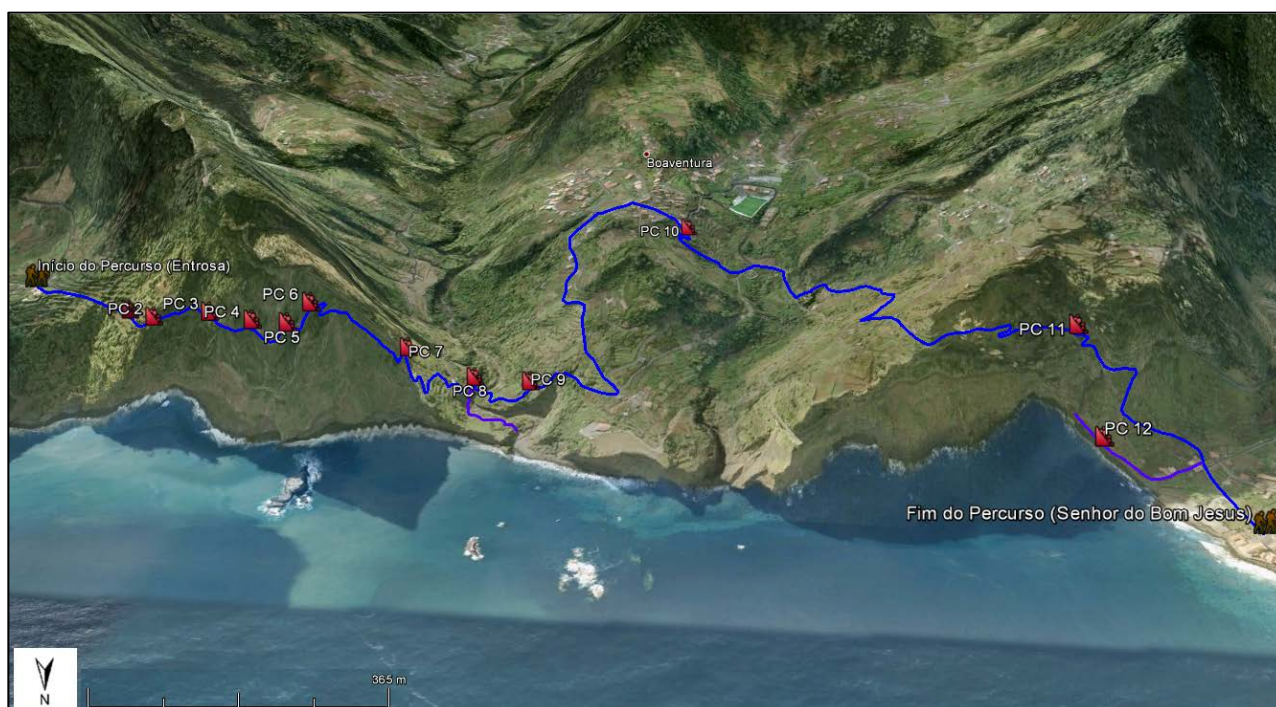 Boaventura
PC 10
Início do Percurso (Entrosa)
PC 2
PC 3
PC 4
PC 5
PC 6
PC 7
PC 8
PC 9
PC 11
PC 12
Fim do Percurso (Senhor do Bom Jesus)
N
365 m